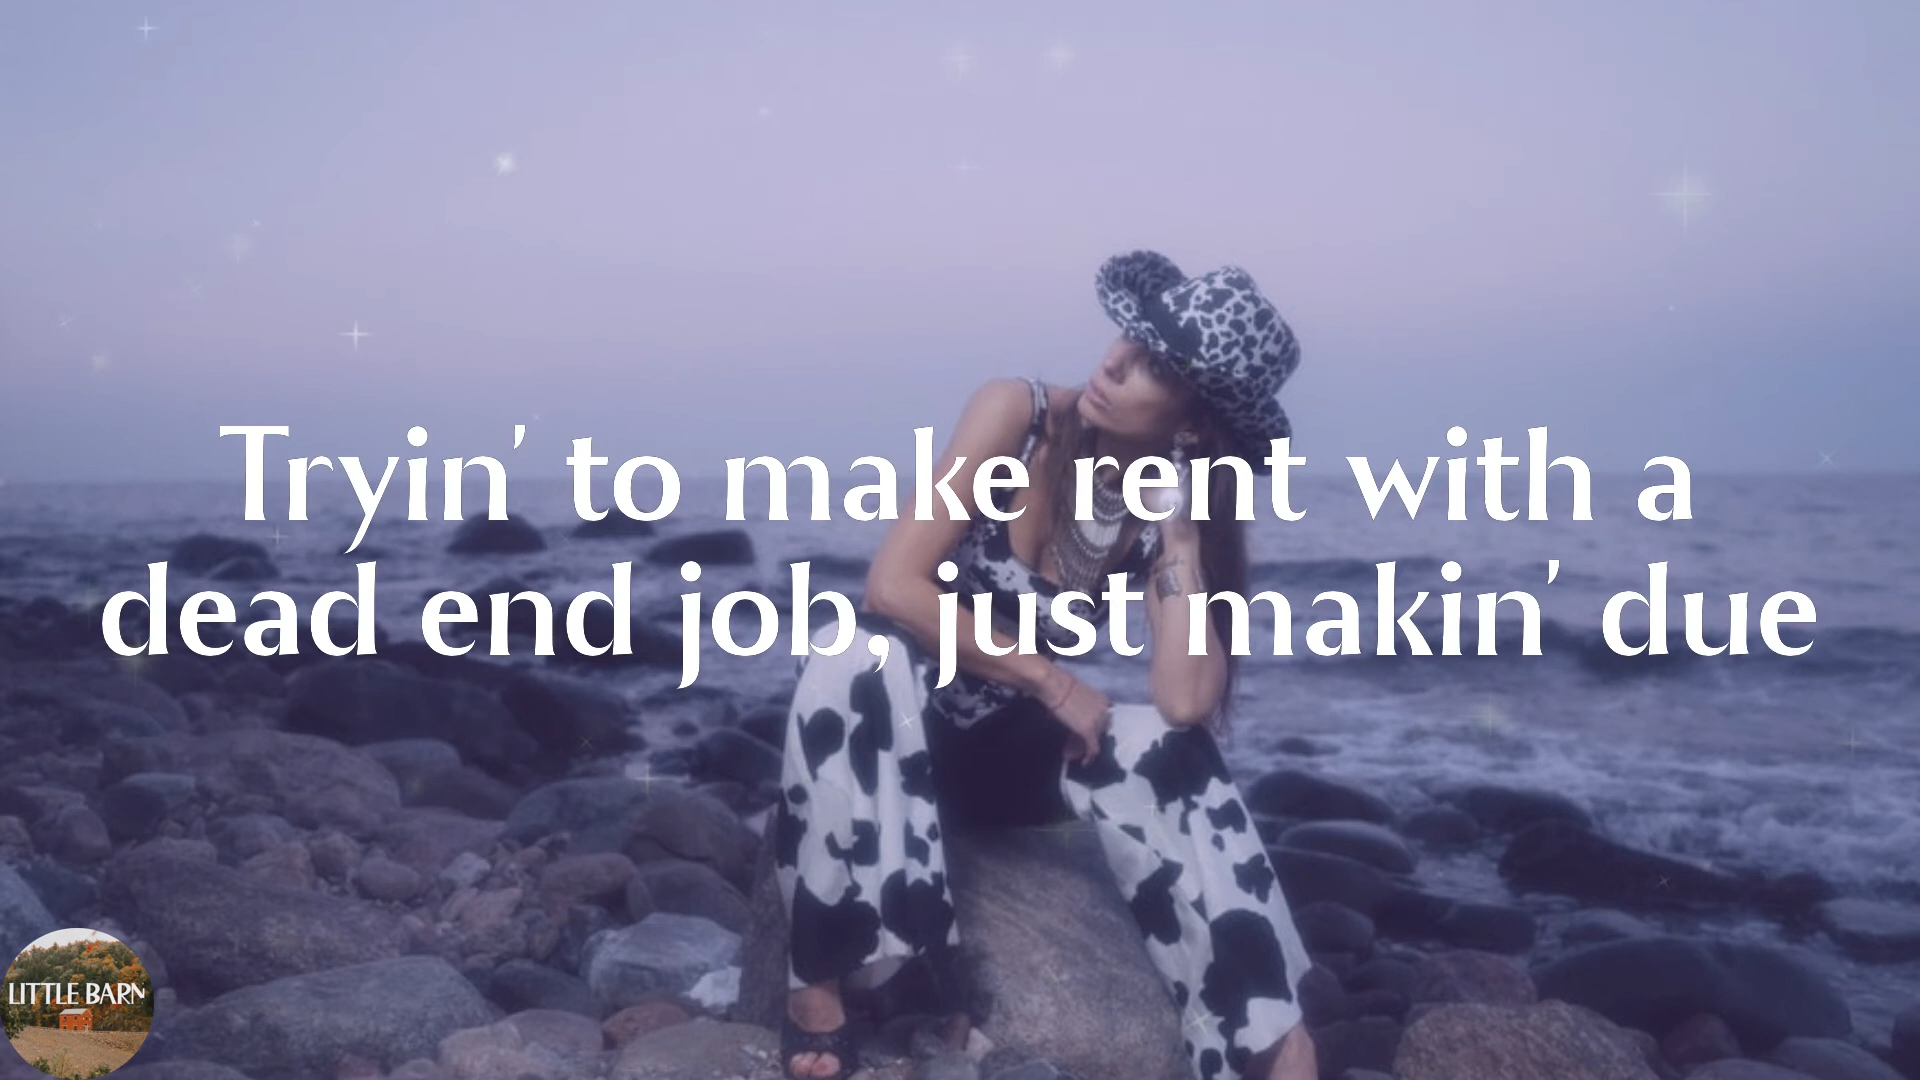 Tryin' to make rent with a
dead end job, just makin' due
LITTLE BARN